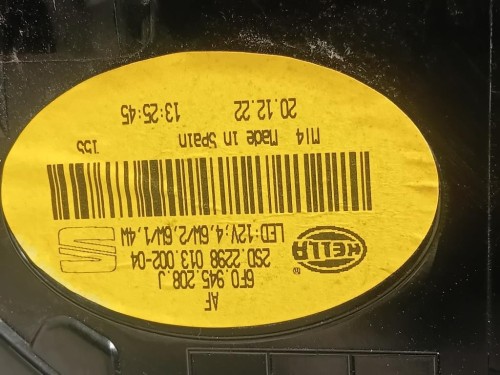 AF
6F0.945.208.J
2SD 2298 013.002-04
HELLA
®
LED:12V;4,6W/2,6W/1,4W
M14 Made in Spain 155
20.12.22 13:25:45